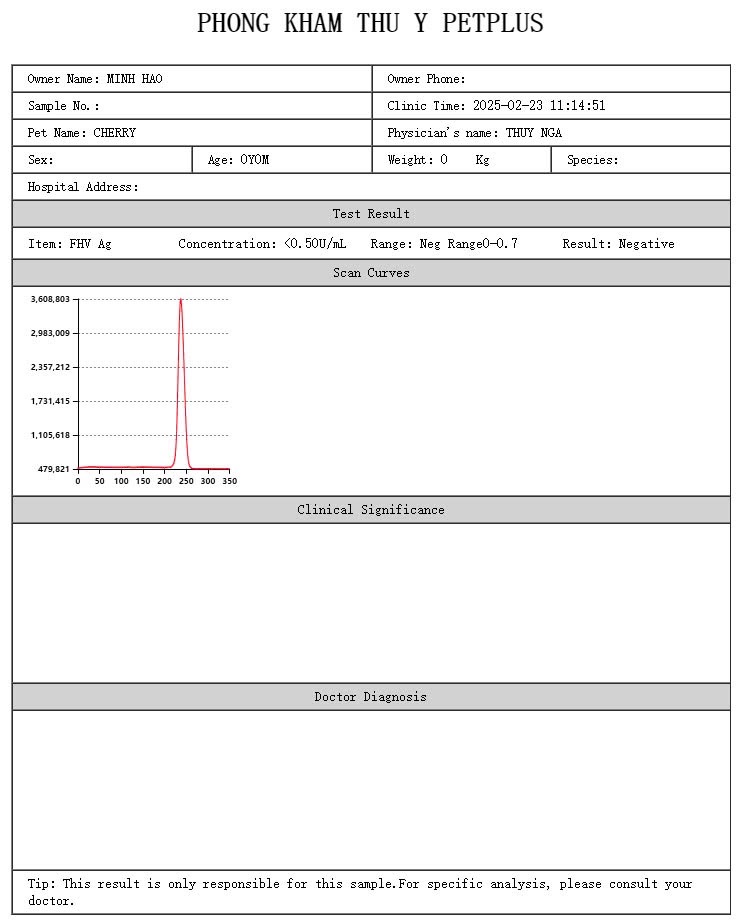 PHONG KHAM THU Y PETPLUS
Owner Name: MINH HAO Owner Phone:
Sample No.: Clinic Time: 2025-02-23 11:14:51
Pet Name: CHERRY Physician's name: THUY NGA
Sex: Age: 0Y0M Weight: 0 Kg Species:
Hospital Address:
Test Result
Item: FHV Ag Concentration: <0.50U/mL Range: Neg Range0-0.7 Result: Negative
Scan Curves
3,608,803
2,983,009
2,357,212
1,731,415
1,105,618
479,821
0 50 100 150 200 250 300 350
Clinical Significance
Doctor Diagnosis
Tip: This result is only responsible for this sample.For specific analysis, please consult your
doctor.